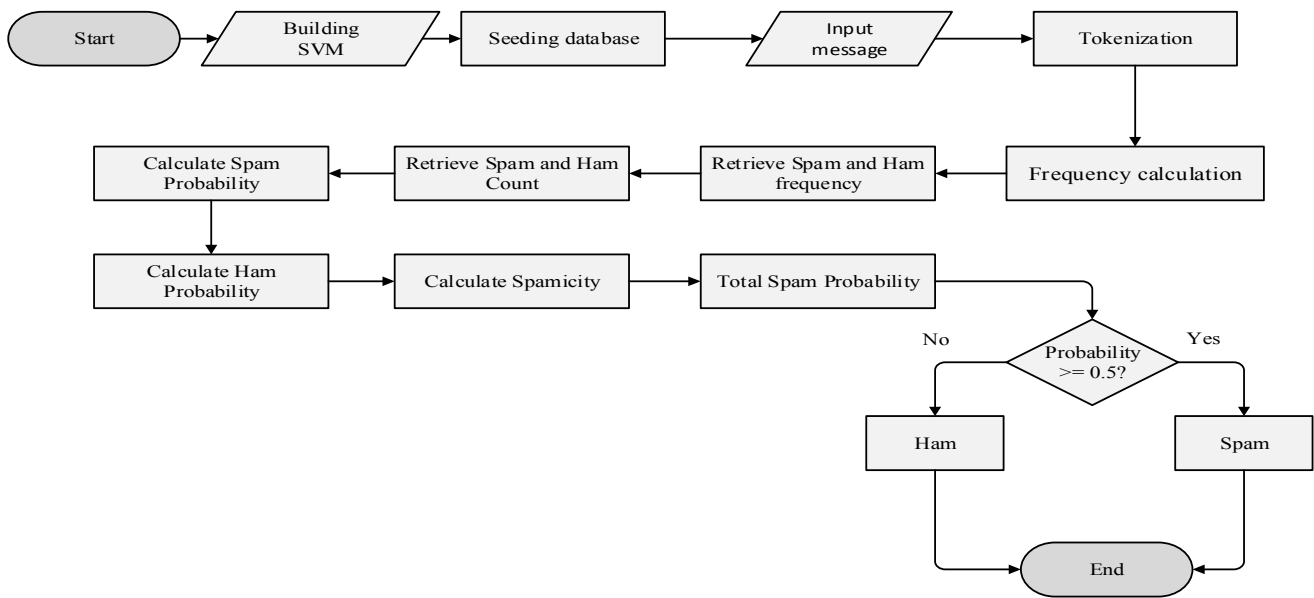 Start
Building
SVM
Seeding database
Input
message
Tokenization
Calculate Spam
Probability
Retrieve Spam and Ham
Count
Retrieve Spam and Ham
frequency
Frequency calculation
Calculate Ham
Probability
Calculate Spamicity
Total Spam Probability
No
Yes
Probability
>= 0.5?
Ham
Spam
End